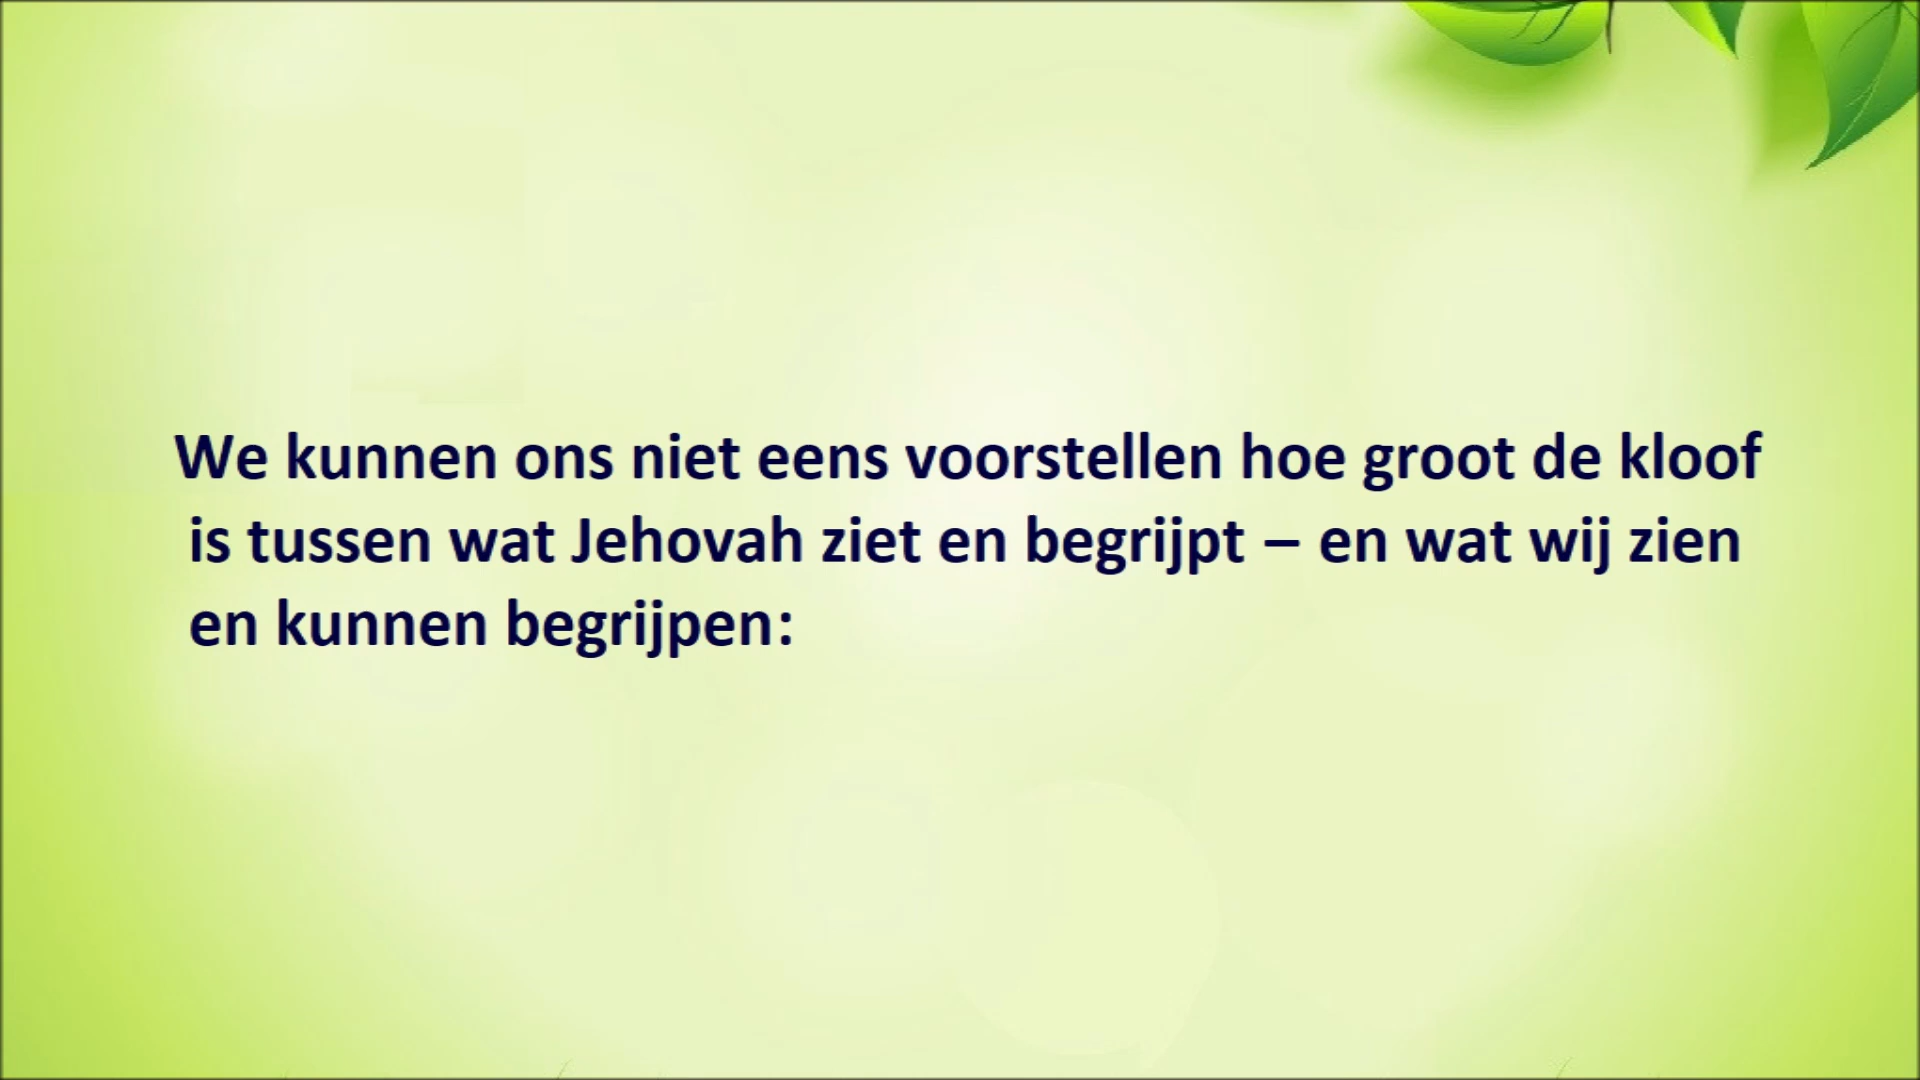 We kunnen ons niet eens voorstellen hoe groot de kloof
is tussen wat Jehovah ziet en begrijpt – en wat wij zien
en kunnen begrijpen: